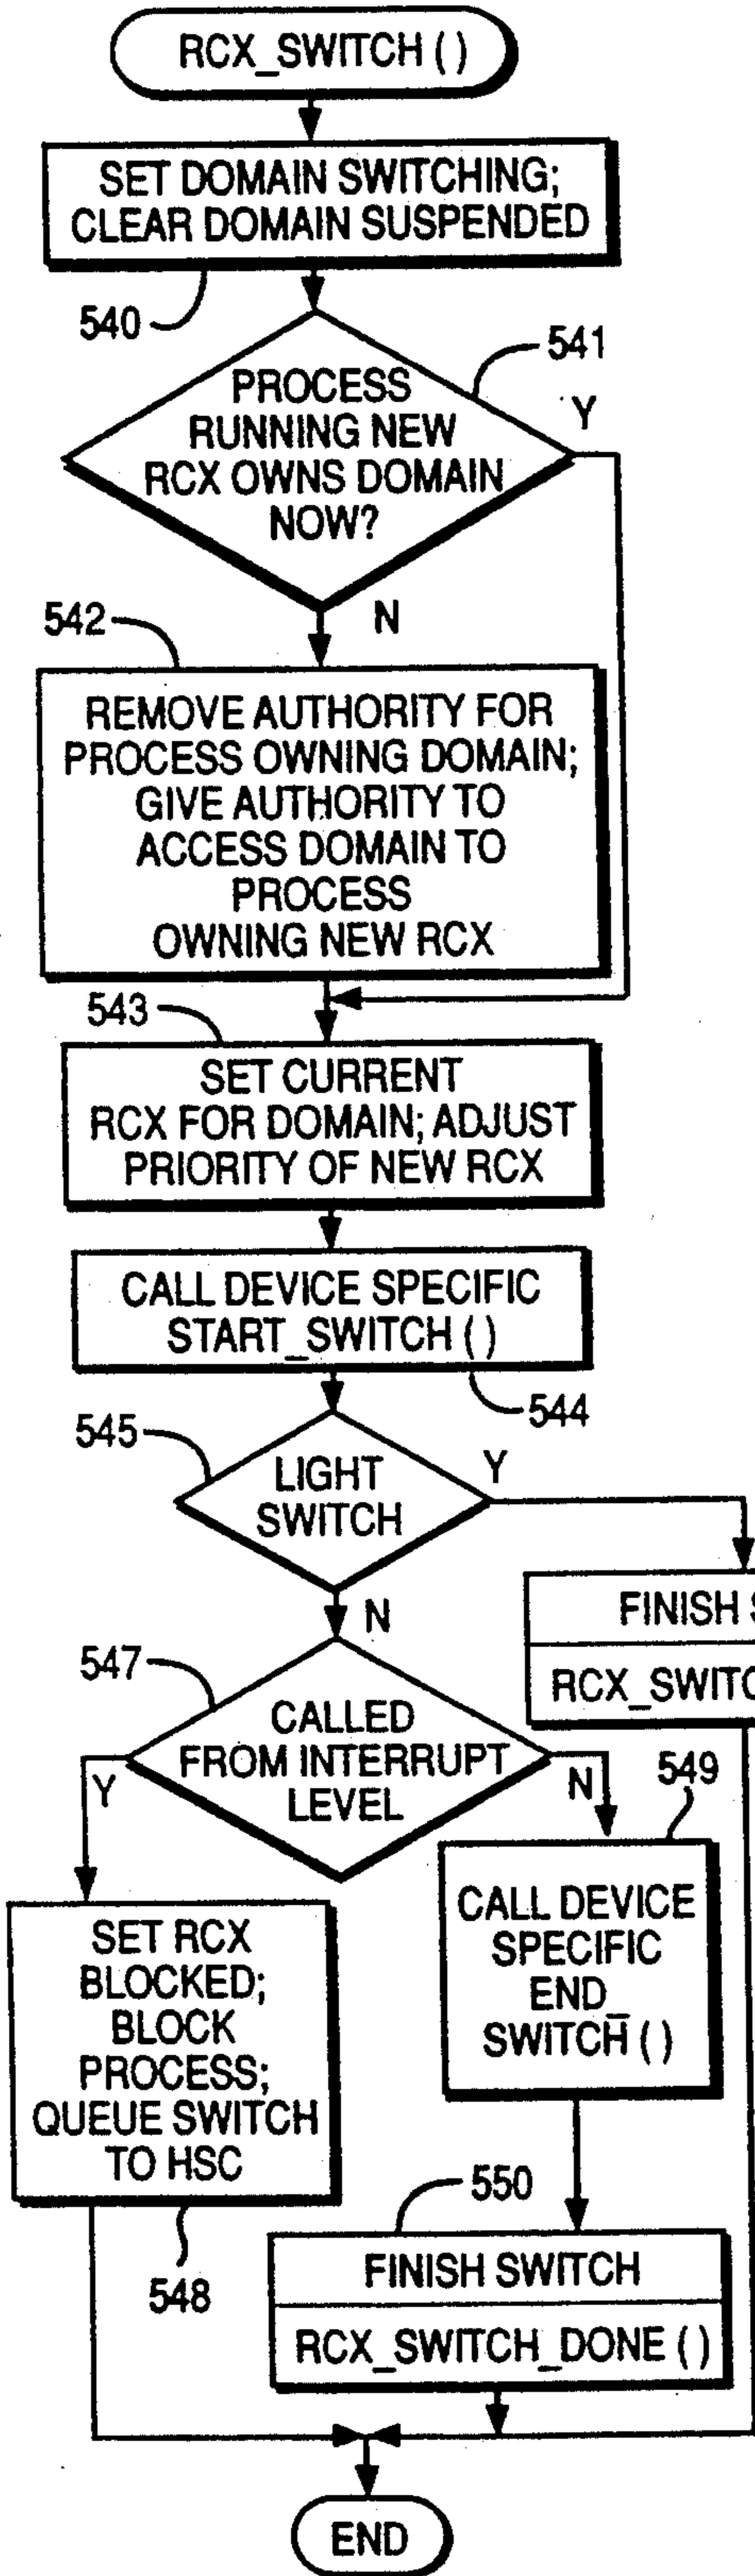 RCX_SWITCH ( )
SET DOMAIN SWITCHING;
CLEAR DOMAIN SUSPENDED
540
541
PROCESS
RUNNING NEW
RCX OWNS DOMAIN
NOW?
Y
N
542
REMOVE AUTHORITY FOR
PROCESS OWNING DOMAIN;
GIVE AUTHORITY TO
ACCESS DOMAIN TO
PROCESS
OWNING NEW RCX
543
SET CURRENT
RCX FOR DOMAIN; ADJUST
PRIORITY OF NEW RCX
CALL DEVICE SPECIFIC
START_SWITCH ( )
544
545
LIGHT
SWITCH
Y
N
FINISH
RCX_SWITC
547
CALLED
FROM INTERRUPT
LEVEL
Y
N
549
SET RCX
BLOCKED;
BLOCK
PROCESS;
QUEUE SWITCH
TO HSC
548
CALL DEVICE
SPECIFIC
END_
SWITCH ( )
550
FINISH SWITCH
RCX_SWITCH_DONE ( )
END